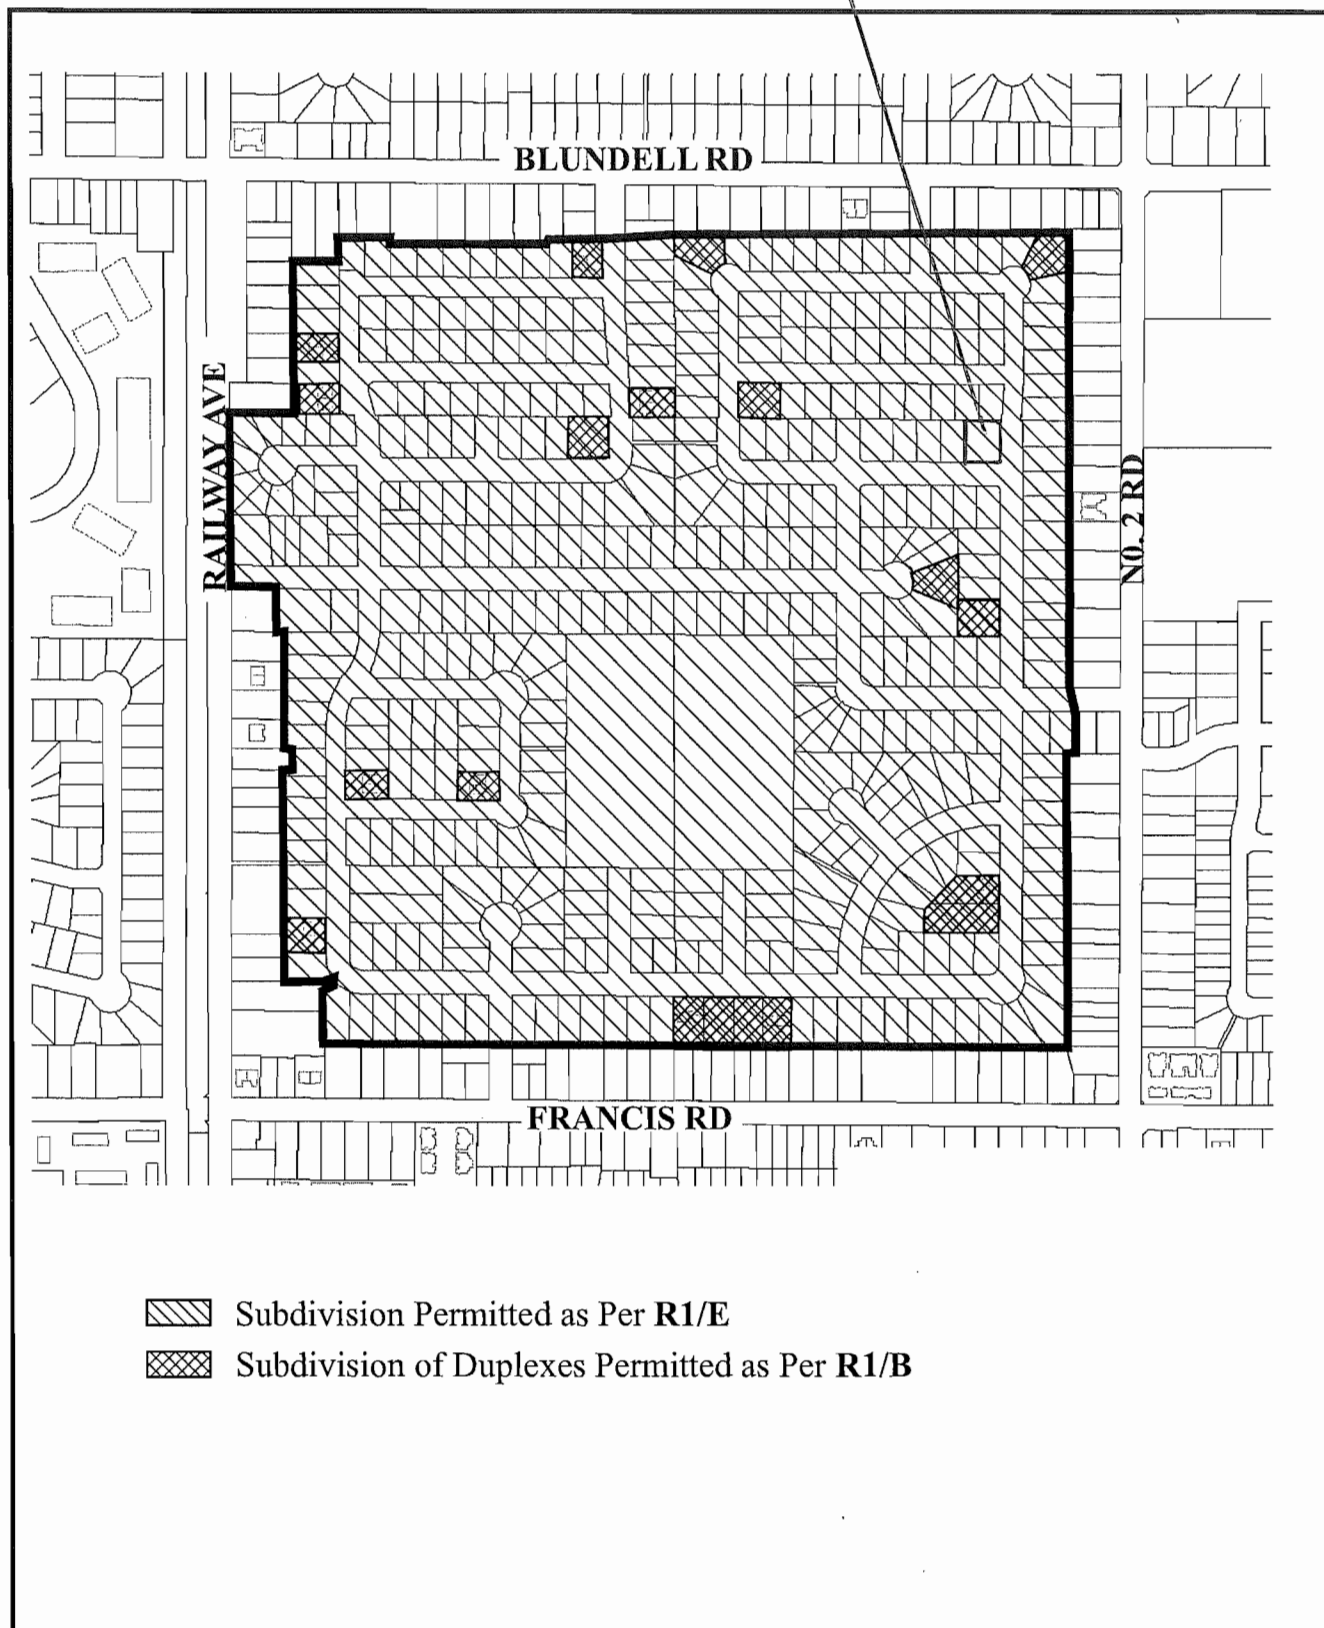 BLUNDELL RD
RAILWAY AVE
N0. 2 RD
FRANCIS RD
Subdivision Permitted as Per R1/E
Subdivision of Duplexes Permitted as Per R1/B